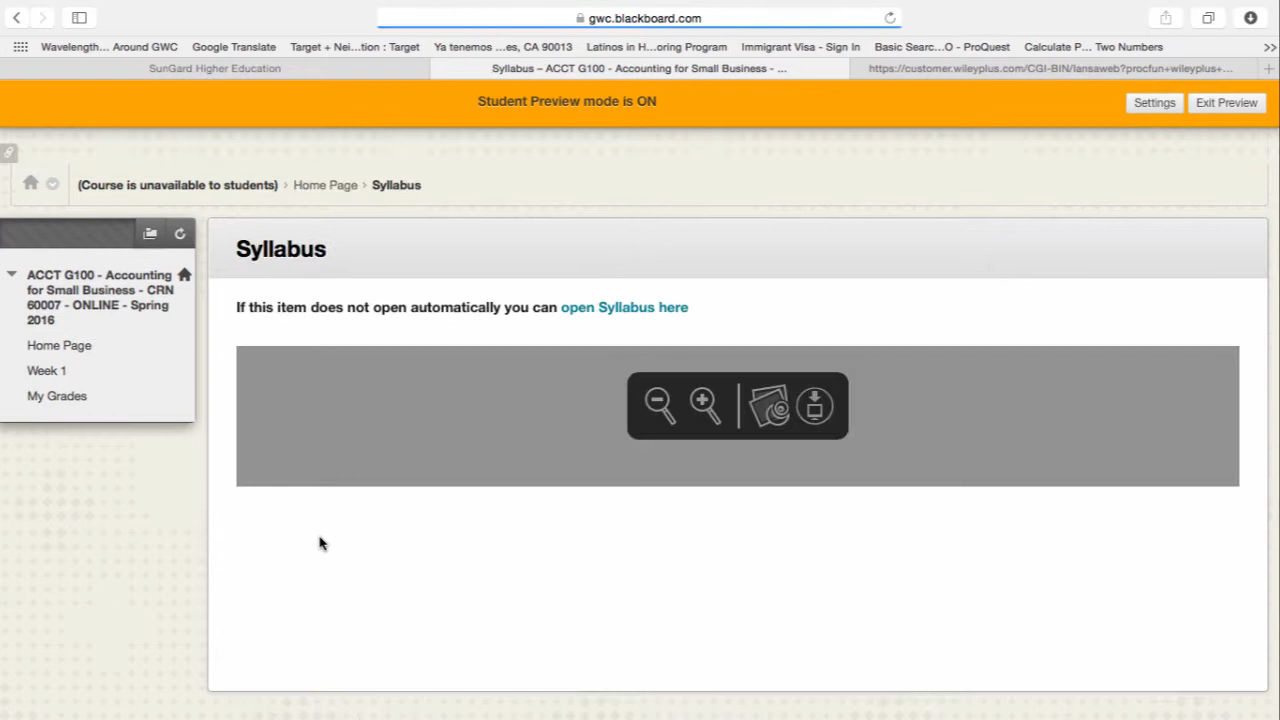 gwc.blackboard.com
Wavelength... Around GWC Google Translate Target + Nei...tion : Target Ya tenemos ...es, CA 90013 Latinos in H...oring Program Immigrant Visa - Sign In Basic Searc...O - ProQuest Calculate P... Two Numbers >>
SunGard Higher Education Syllabus – ACCT G100 - Accounting for Small Business - ... https://customer.wileyplus.com/CGI-BIN/lansaweb?procfun+wileyplus+...
Student Preview mode is ON Settings Exit Preview
(Course is unavailable to students) › Home Page › Syllabus
Syllabus
If this item does not open automatically you can open Syllabus here
ACCT G100 - Accounting
for Small Business - CRN
60007 - ONLINE - Spring
2016
Home Page
Week 1
My Grades